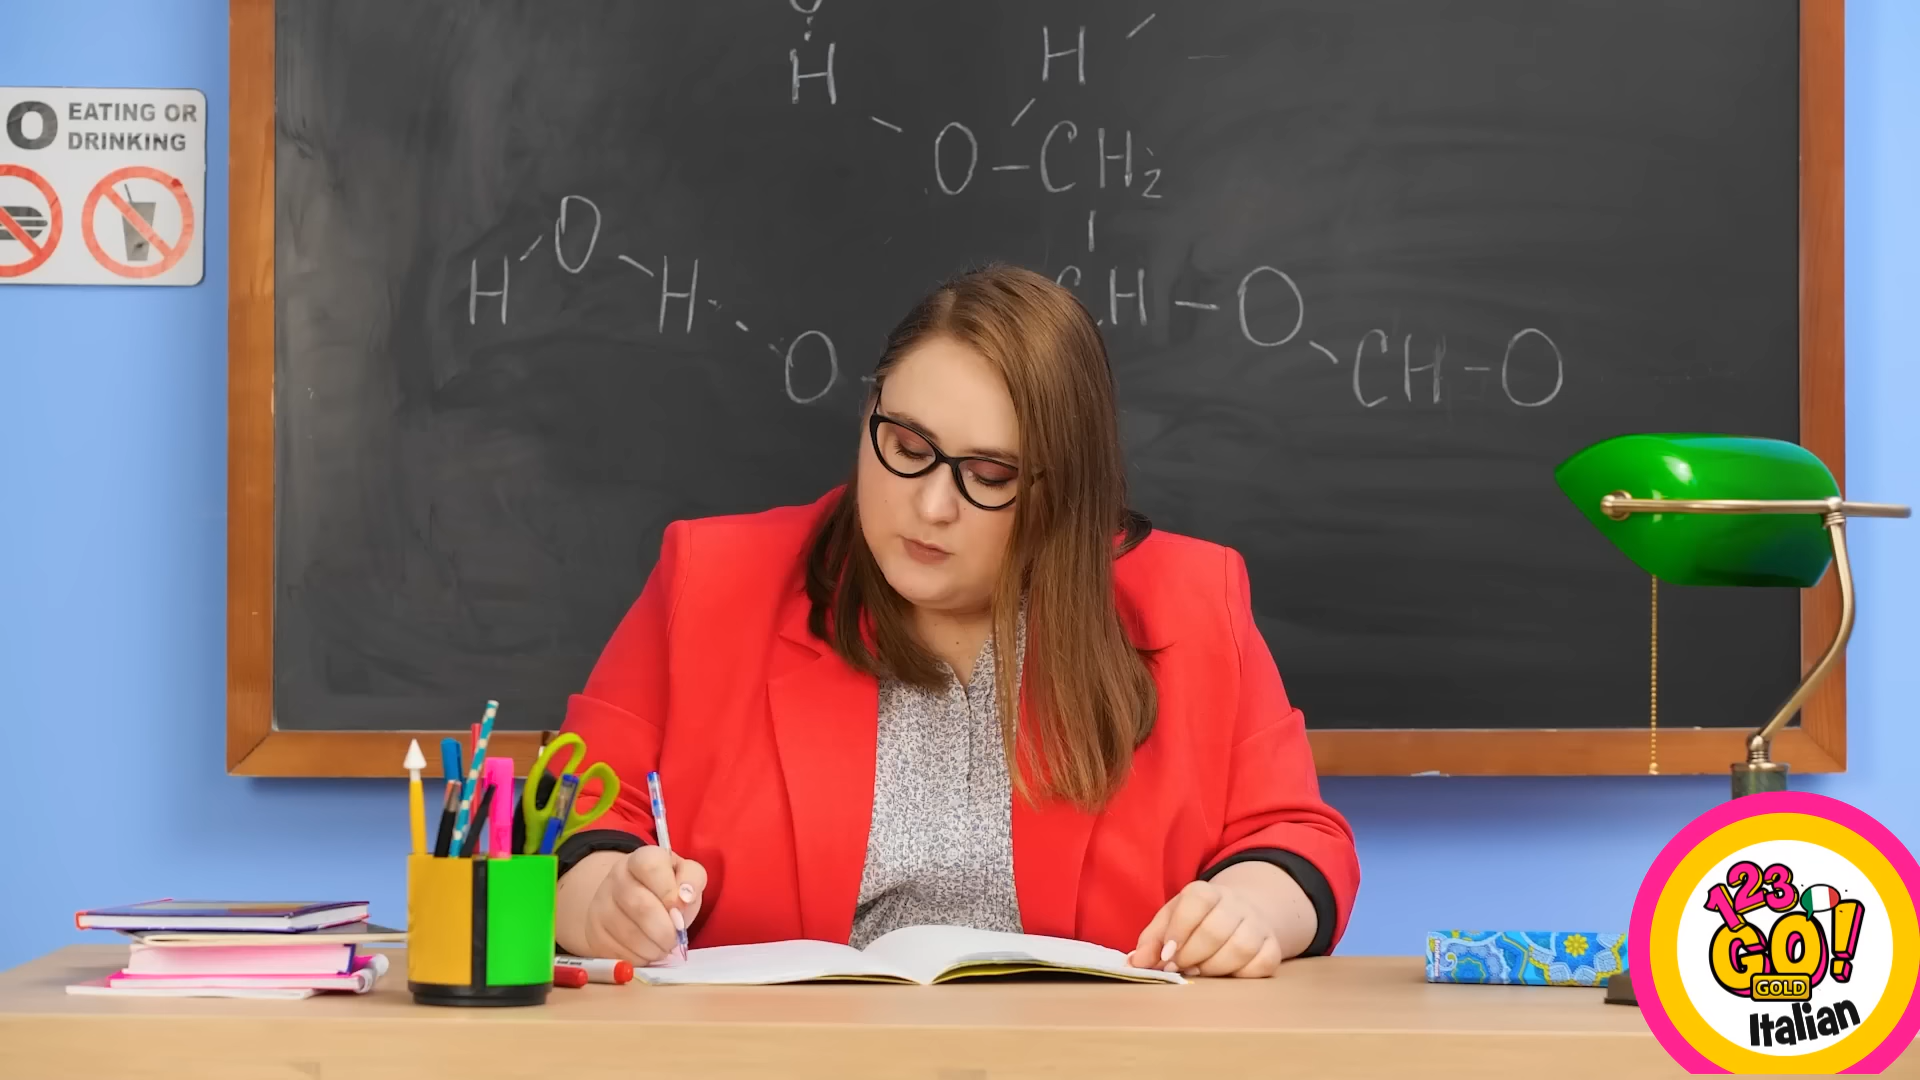 O EATING OR
DRINKING
H
H
O-CH2
H O H
O
CH-O
CH-O
123
GO!
GOLD
Italian